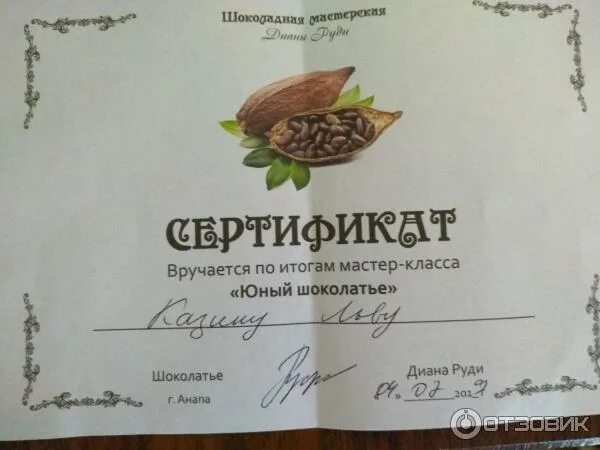 Шоколадная мастерская
Дианы Руди
СЕРТИФИКАТ
Вручается по итогам мастер-класса
«Юный шоколатье»
Казину Льву
Шоколатье
Диана Руди
г. Анапа
07
ОТЗОВИК